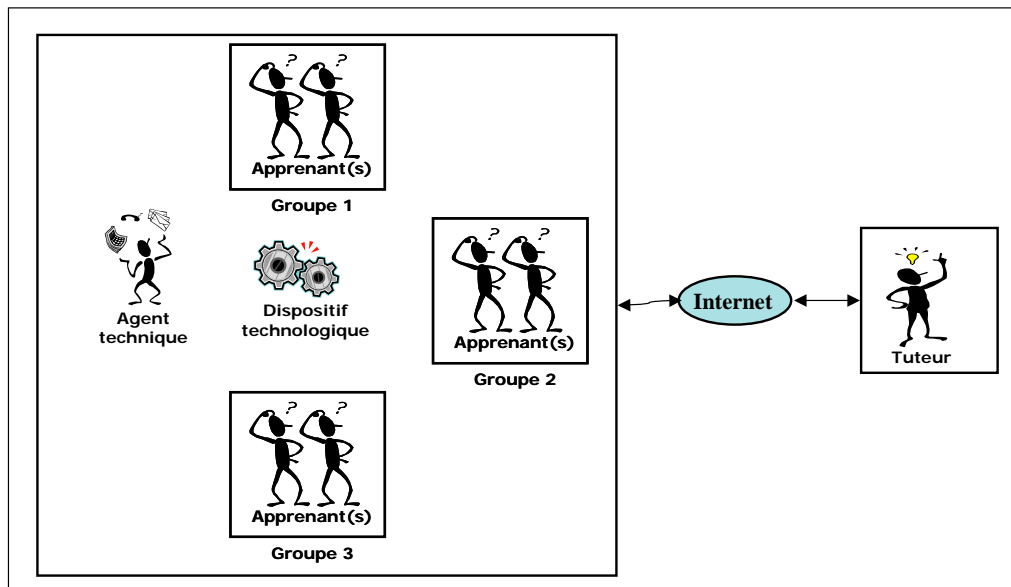 ? ?
Apprenant(s)
Groupe 1
Agent
technique
Dispositif
technologique
? ?
Apprenant(s)
Groupe 2
Internet
Tuteur
? ?
Apprenant(s)
Groupe 3